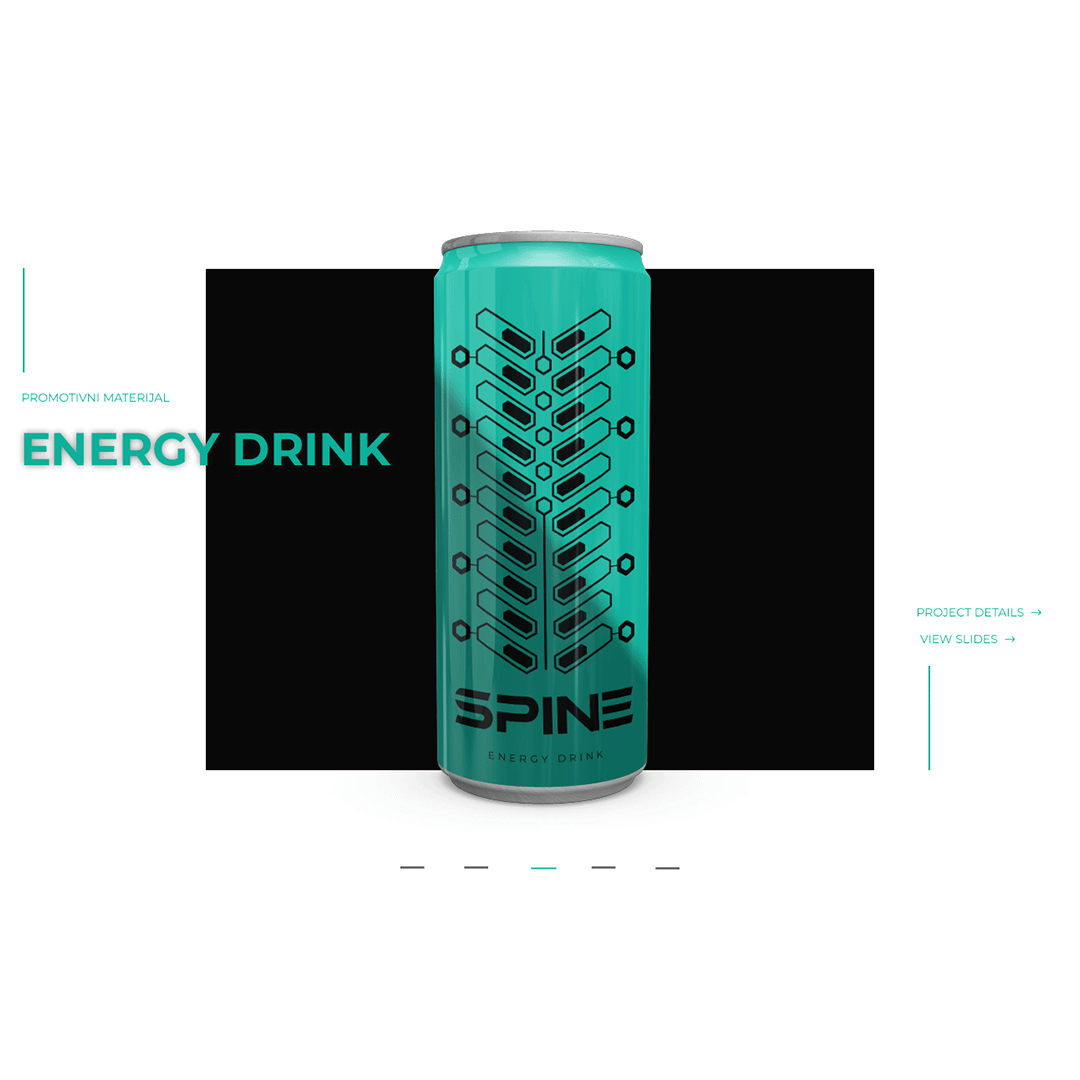 PROMOTIVNI MATERIJAL
ENERGY DRINK
SPINE
ENERGY DRINK
PROJECT DETAILS →
VIEW SLIDES →